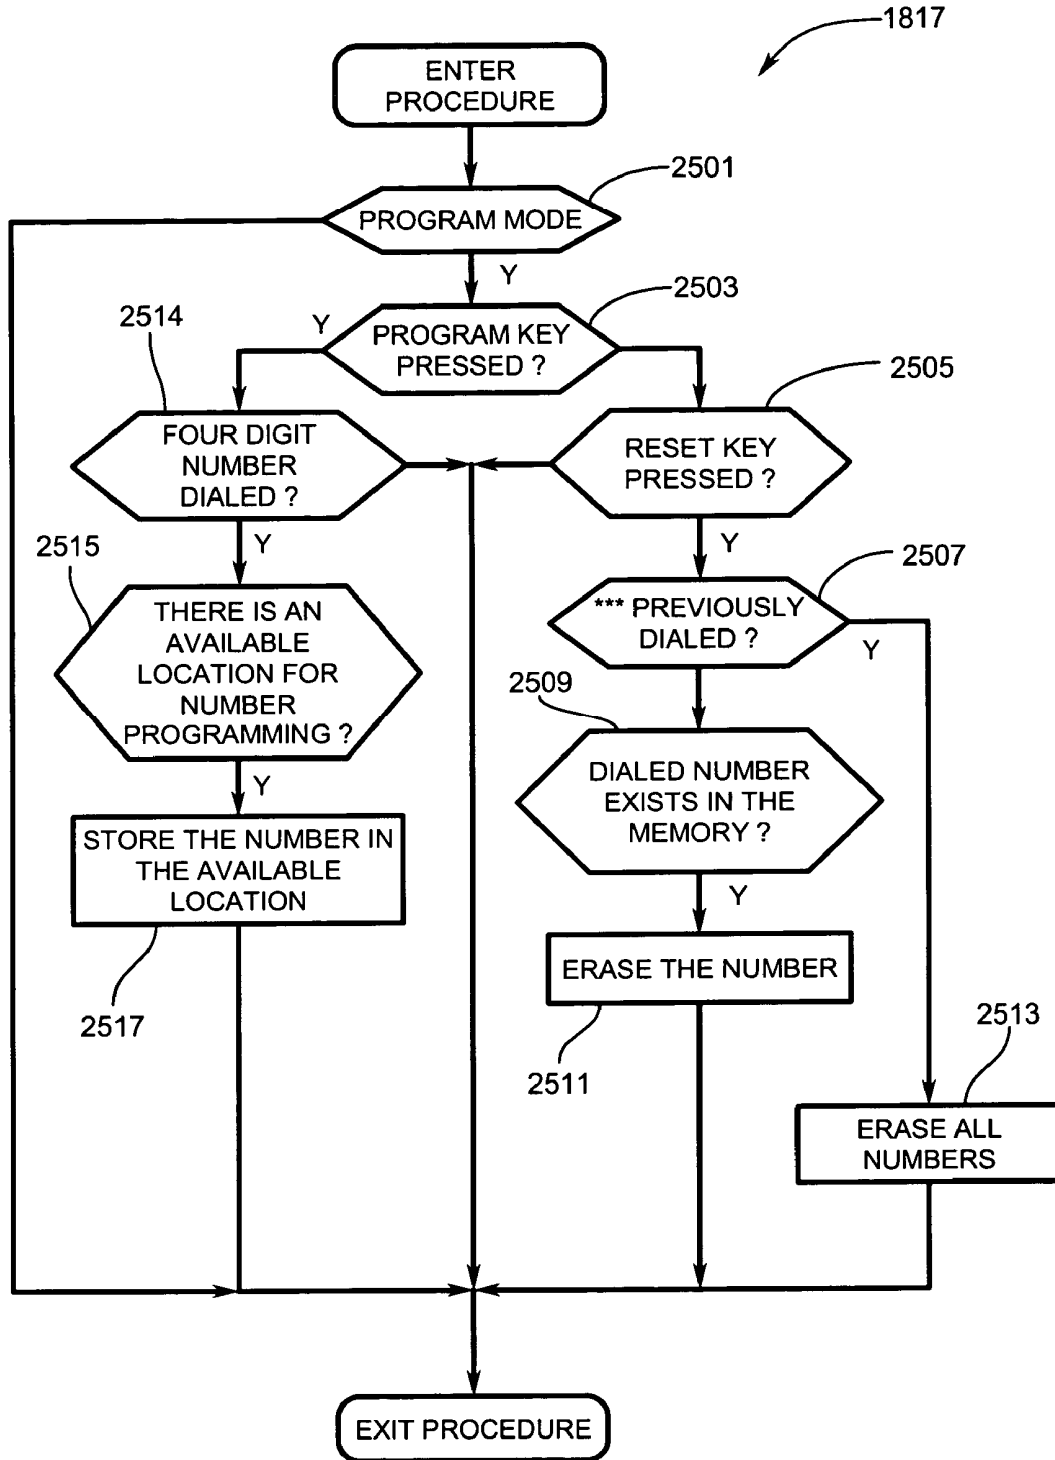 1817
ENTER
PROCEDURE
2501
PROGRAM MODE
Y
2503
2514
Y
PROGRAM KEY
PRESSED ?
2505
FOUR DIGIT
NUMBER
DIALED ?
RESET KEY
PRESSED ?
Y
Y
2515
2507
THERE IS AN
AVAILABLE
LOCATION FOR
NUMBER
PROGRAMMING ?
*** PREVIOUSLY
DIALED ?
Y
2509
DIALED NUMBER
EXISTS IN THE
MEMORY ?
Y
STORE THE NUMBER IN
THE AVAILABLE
LOCATION
Y
ERASE THE NUMBER
2517
2511
2513
ERASE ALL
NUMBERS
EXIT PROCEDURE